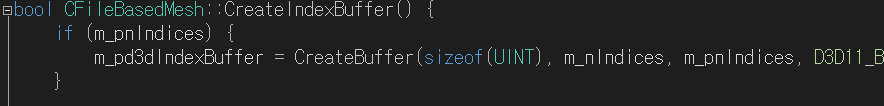 bool CFileBasedMesh::CreateIndexBuffer() {
if (m_pnIndices) {
m_pd3dIndexBuffer = CreateBuffer(sizeof(UINT), m_nIndices, m_pnIndices, D3D11_B
}